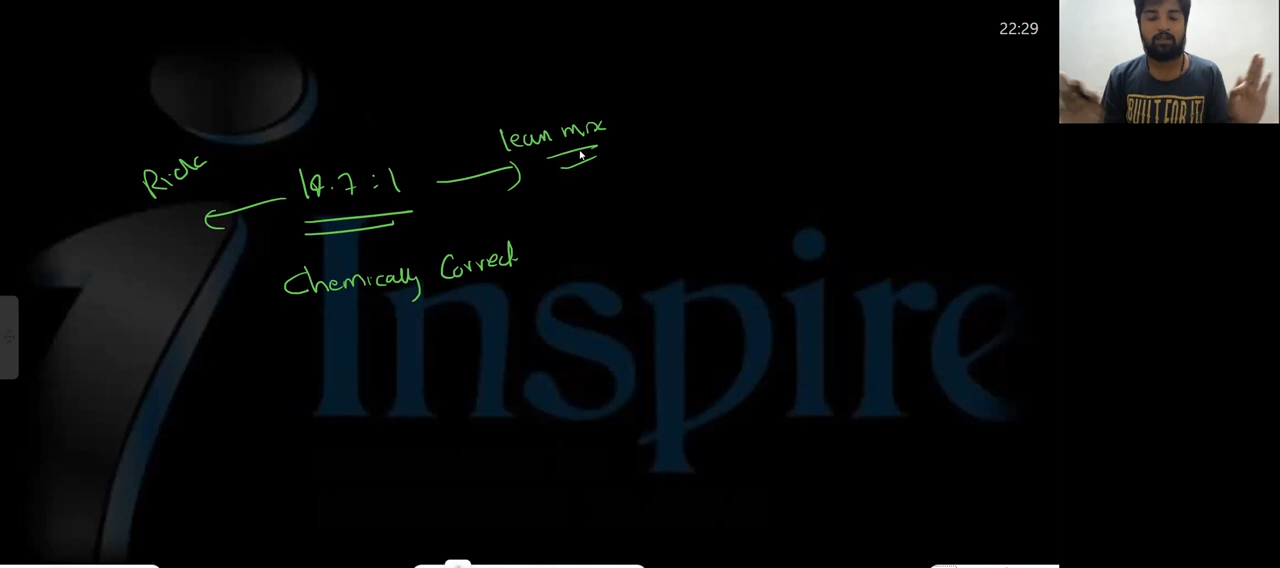 22:29
BUILT FOR IT
lean mix
Rich
14.7 : 1
Chemically Correct
Inspire